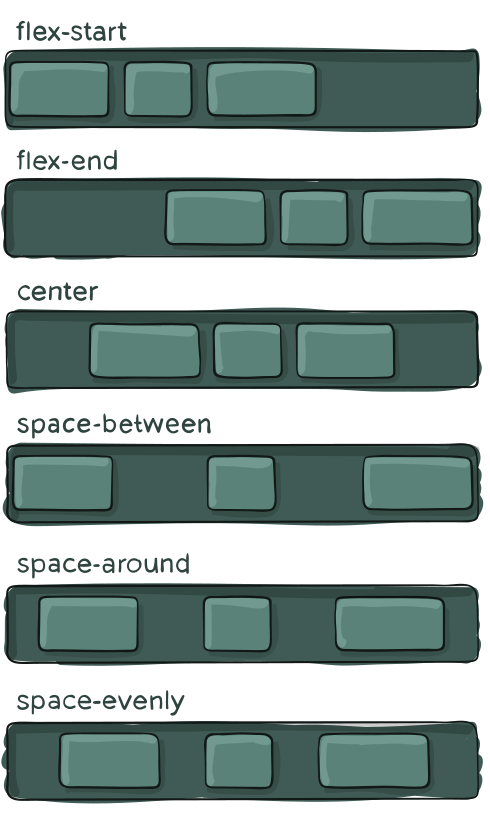 flex-start
flex-end
center
space-between
space-around
space-evenly